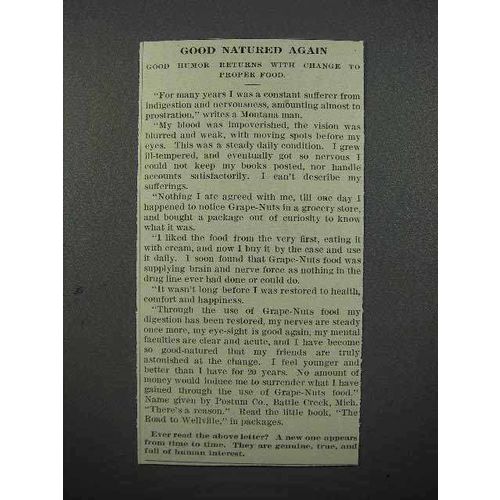 GOOD NATURED AGAIN
GOOD HUMOR RETURNS WITH CHANGE TO
PROPER FOOD.
"For many years I was a constant sufferer from
indigestion and nervousness, amounting almost to
prostration," writes a Montana man.
"My blood was impoverished, the vision was
blurred and weak, with moving spots before my
eyes. This was a steady daily condition. I grew
ill-tempered, and eventually got so nervous I
could not keep my books posted, nor handle
accounts satisfactorily. I can't describe my
sufferings.
"Nothing I ate agreed with me, till one day I
happened to notice Grape-Nuts in a grocery store,
and bought a package out of curiosity to know
what it was.
"I liked the food from the very first, eating it
with cream, and now I buy it by the case and use
it daily. I soon found that Grape-Nuts food was
supplying brain and nerve force as nothing in the
drug line ever had done or could do.
"It wasn't long before I was restored to health,
comfort and happiness.
"Through the use of Grape-Nuts food my
digestion has been restored, my nerves are steady
once more, my eye-sight is good again, my mental
faculties are clear and acute, and I have become
so good-natured that my friends are truly
astonished at the change. I feel younger and
better than I have for 20 years. No amount of
money would induce me to surrender what I have
gained through the use of Grape-Nuts food."
Name given by Postum Co., Battle Creek, Mich.
"There's a reason." Read the little book, "The
Road to Wellville," in packages.
Ever read the above letter? A new one appears
from time to time. They are genuine, true, and
full of human interest.